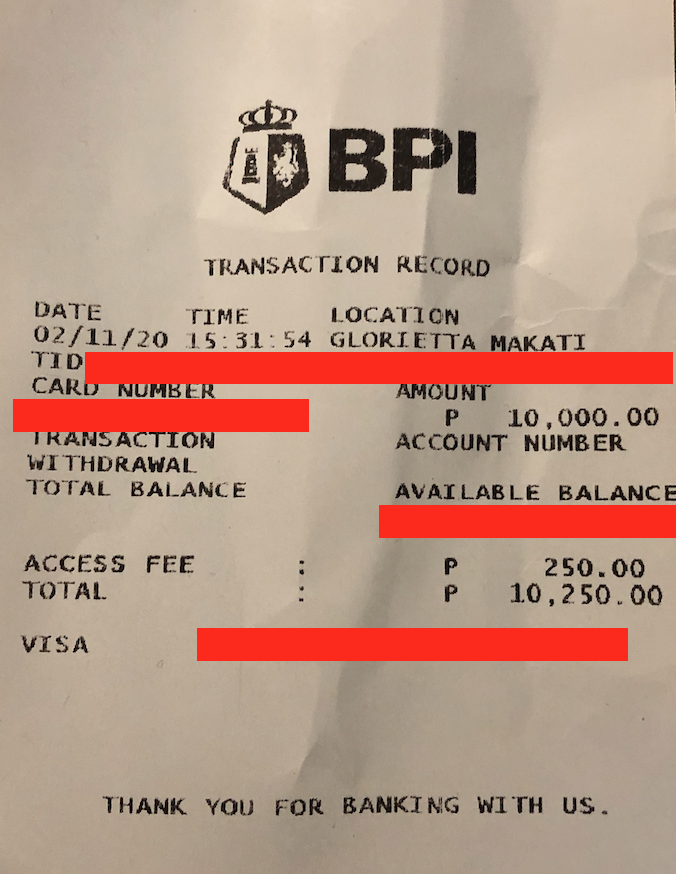 BPI
TRANSACTION RECORD
DATE TIME LOCATION
02/11/20 15:31:54 GLORIETTA MAKATI
TID
CARD NUMBER AMOUNT
P 10,000.00
TRANSACTION ACCOUNT NUMBER
WITHDRAWAL
TOTAL BALANCE AVAILABLE BALANCE
ACCESS FEE : P 250.00
TOTAL : P 10,250.00
VISA
THANK YOU FOR BANKING WITH US.